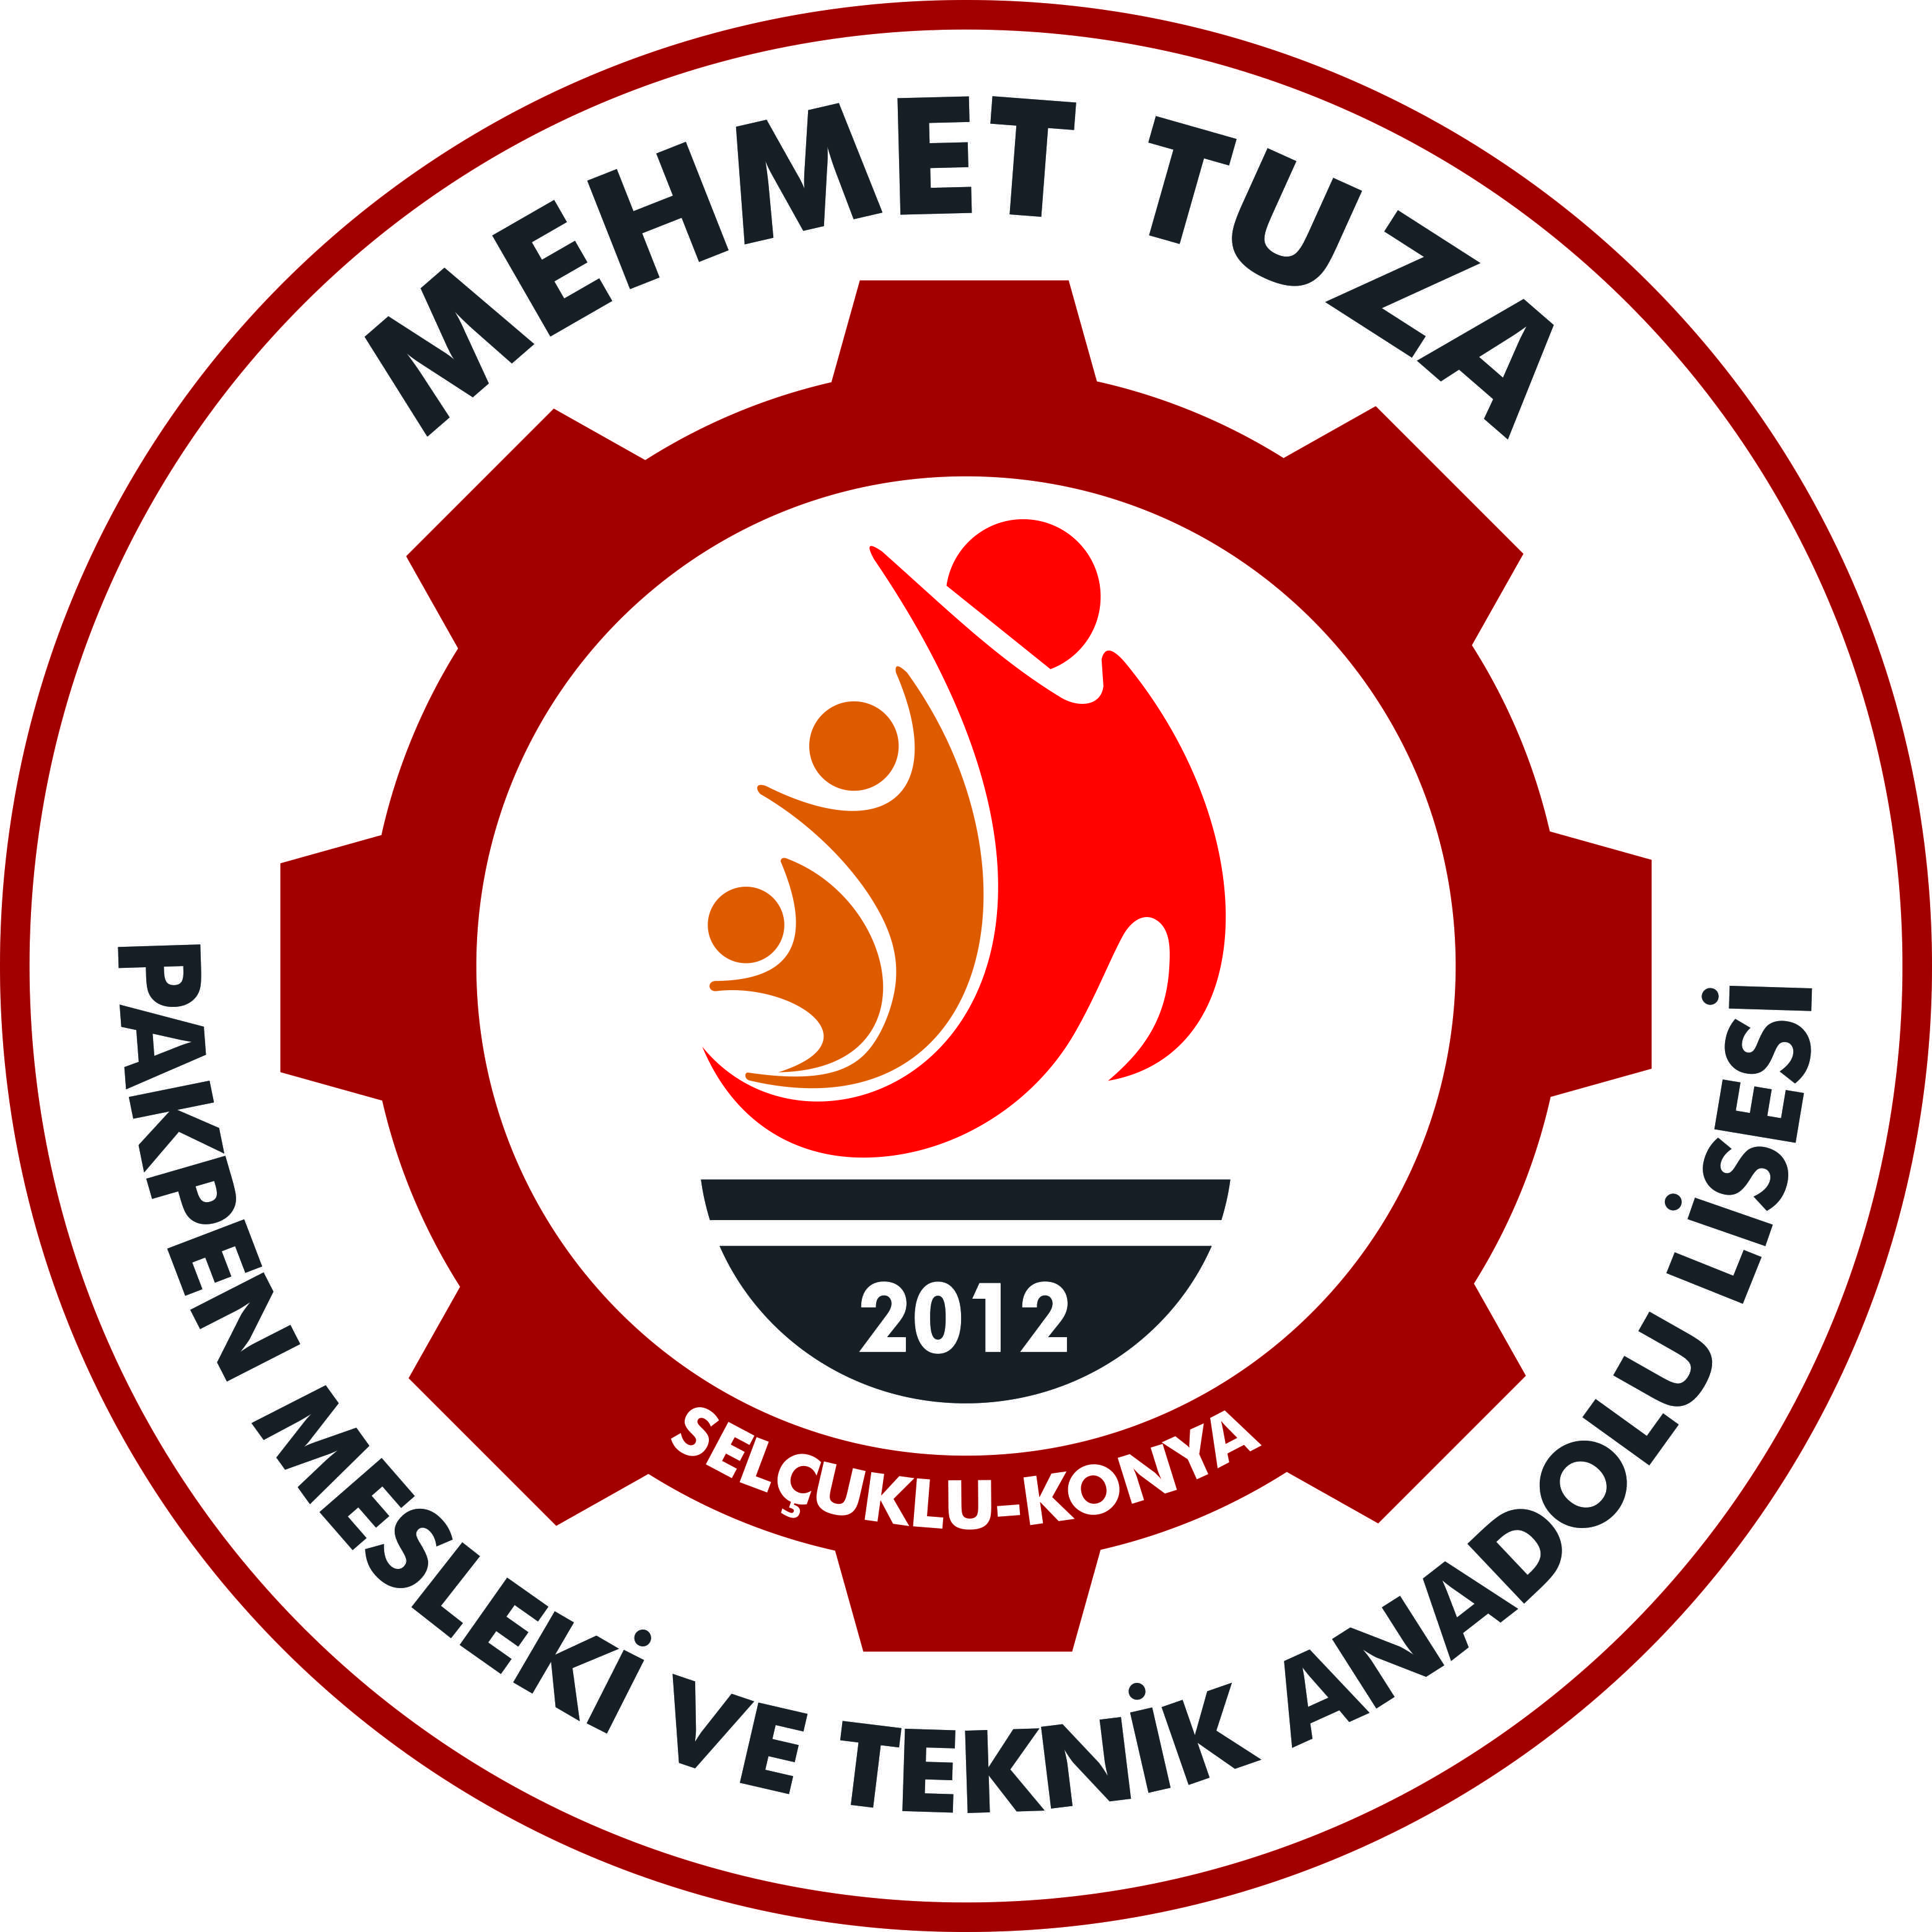 MEHMET TUZA
PAKPEN MESLEKİ VE TEKNİK ANADOLU LİSESİ
2012
SELÇUKLU-KONYA